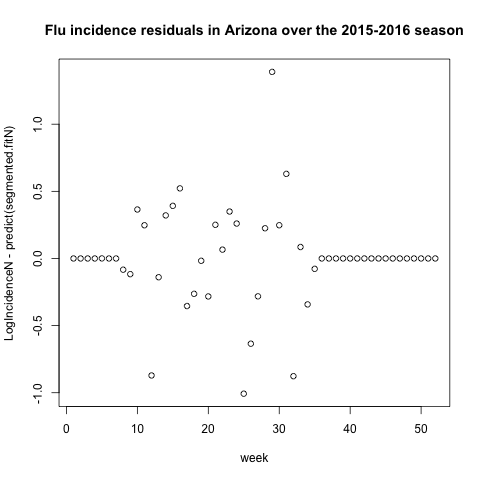 Flu incidence residuals in Arizona over the 2015-2016 season
LogIncidenceN - predict(segmented.fitN)
1.0
0.5
0.0
-0.5
-1.0
0 10 20 30 40 50
week